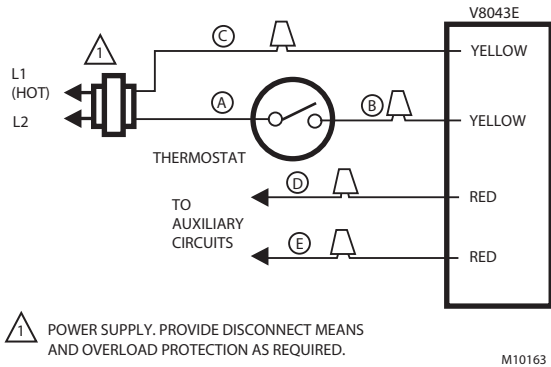 V8043E
C
1
YELLOW
L1
(HOT)
A
B
L2
YELLOW
THERMOSTAT
D
RED
TO
AUXILIARY
CIRCUITS
E
RED
1 POWER SUPPLY. PROVIDE DISCONNECT MEANS
AND OVERLOAD PROTECTION AS REQUIRED.
M10163